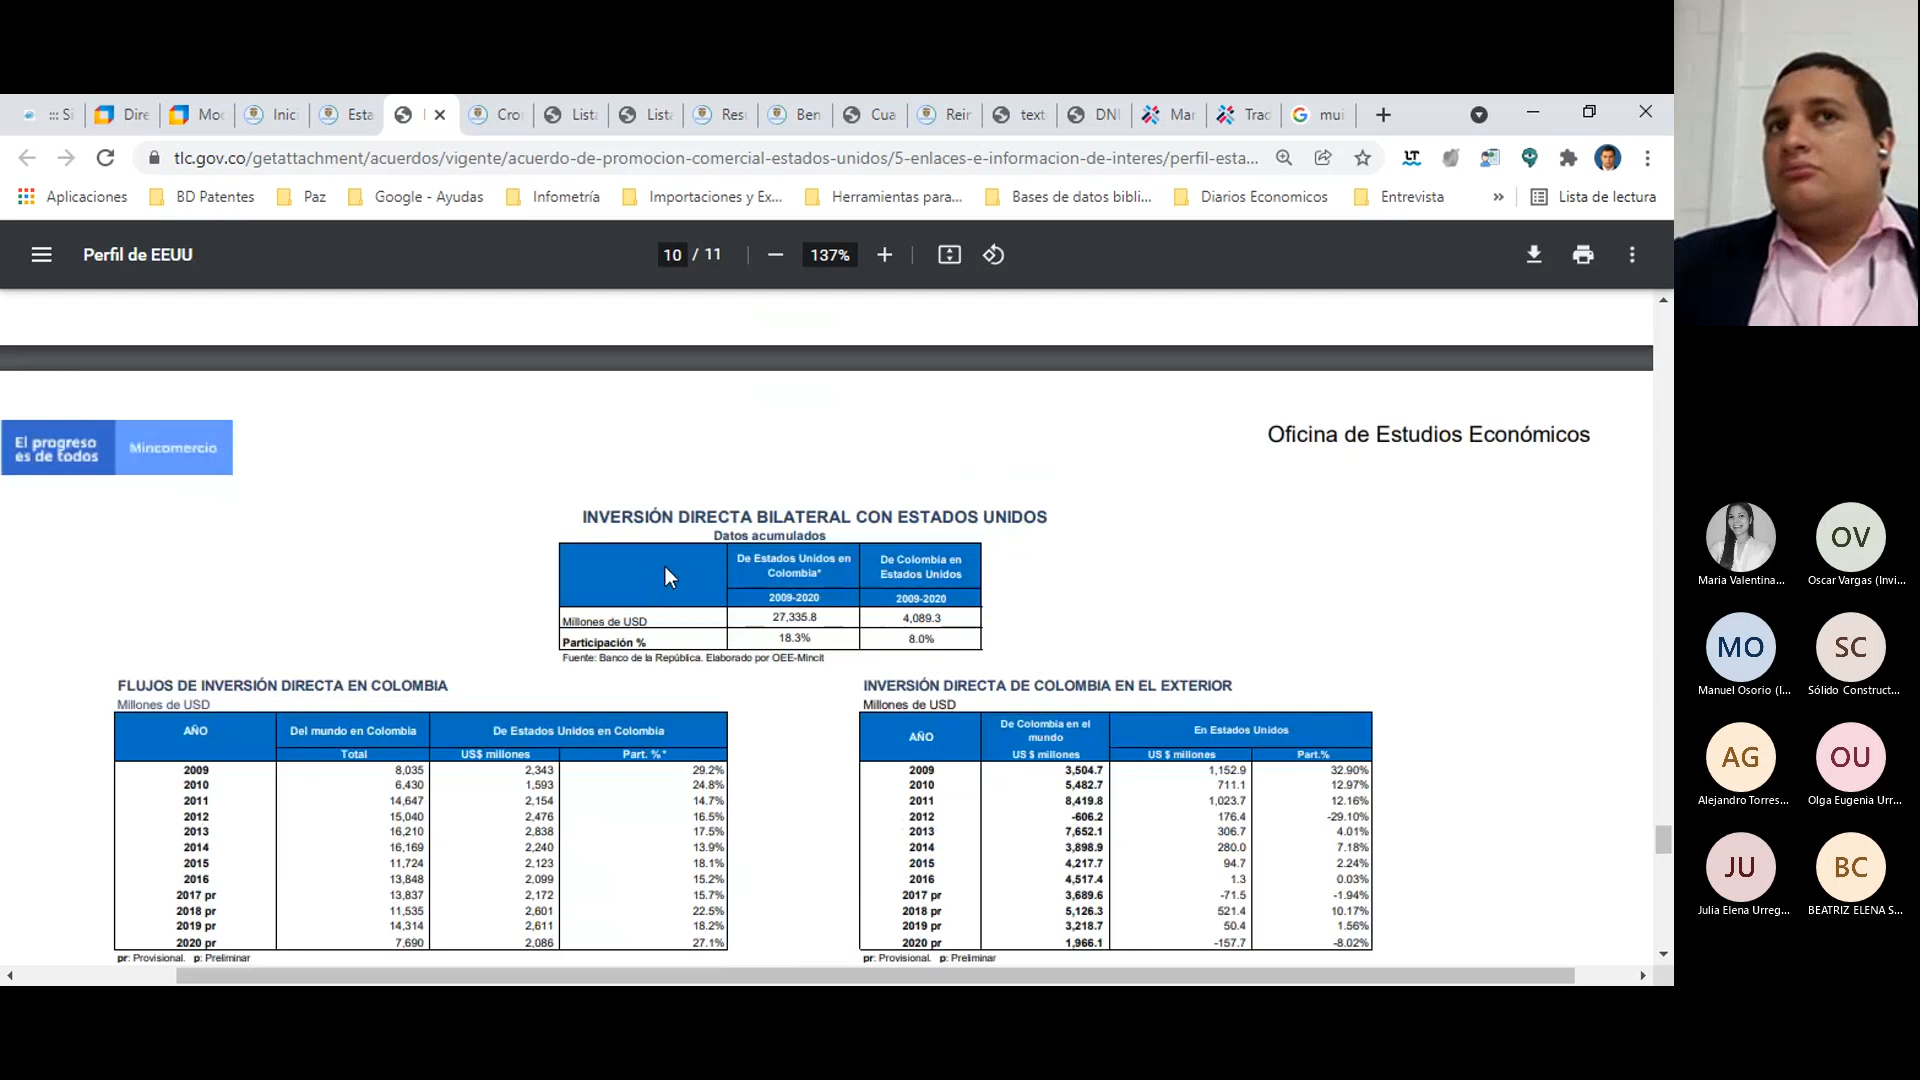 ::: Si
Dire
Moc
Inici
Esta
Cro
Lista
Lista
Res
Ben
Cua
Rein
text
DNI
Mar
Trac
mui
tlc.gov.co/getattachment/acuerdos/vigente/acuerdo-de-promocion-comercial-estados-unidos/5-enlaces-e-informacion-de-interes/perfil-esta...
Aplicaciones BD Patentes Paz Google - Ayudas Infometría Importaciones y Ex... Herramientas para... Bases de datos bibli... Diarios Economicos Entrevista » Lista de lectura
Perfil de EEUU 10 / 11 137%
El progreso
es de todos
Mincomercio
Oficina de Estudios Económicos
INVERSIÓN DIRECTA BILATERAL CON ESTADOS UNIDOS
Datos acumulados
De Estados Unidos en
Colombia*
De Colombia en
Estados Unidos
2009-2020 2009-2020
Millones de USD 27,335.8 4,089.3
Participación % 18.3% 8.0%
Fuente: Banco de la República. Elaborado por OEE-Mincit
FLUJOS DE INVERSIÓN DIRECTA EN COLOMBIA
Millones de USD
AÑO Del mundo en Colombia De Estados Unidos en Colombia
Total US$ millones Part. %*
2009 8,035 2,343 29.2%
2010 6,430 1,593 24.8%
2011 14,647 2,154 14.7%
2012 15,040 2,476 16.5%
2013 16,210 2,838 17.5%
2014 16,169 2,240 13.9%
2015 11,724 2,123 18.1%
2016 13,848 2,099 15.2%
2017 pr 13,837 2,172 15.7%
2018 pr 11,535 2,601 22.5%
2019 pr 14,314 2,611 18.2%
2020 pr 7,690 2,086 27.1%
pr: Provisional. p: Preliminar
INVERSIÓN DIRECTA DE COLOMBIA EN EL EXTERIOR
Millones de USD
AÑO
De Colombia en el
mundo
En Estados Unidos
US $ millones US $ millones Part.%
2009 3,504.7 1,152.9 32.90%
2010 5,482.7 711.1 12.97%
2011 8,419.8 1,023.7 12.16%
2012 -606.2 176.4 -29.10%
2013 7,652.1 306.7 4.01%
2014 3,898.9 280.0 7.18%
2015 4,217.7 94.7 2.24%
2016 4,517.4 1.3 0.03%
2017 pr 3,689.6 -71.5 -1.94%
2018 pr 5,126.3 521.4 10.17%
2019 pr 3,218.7 50.4 1.56%
2020 pr 1,966.1 -157.7 -8.02%
pr: Provisional. p: Preliminar
OV
Maria Valentina... Oscar Vargas (Invi...
MO SC
Manuel Osorio (I... Sólido Construct...
AG OU
Alejandro Torres... Olga Eugenia Urr...
JU BC
Julia Elena Urreg... BEATRIZ ELENA S...